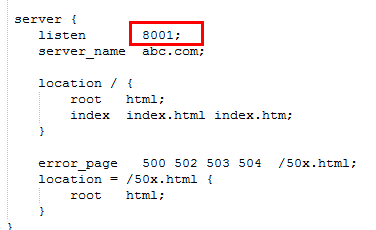 server {
listen 8001;
server_name abc.com;
location / {
root html;
index index.html index.htm;
}
error_page 500 502 503 504 /50x.html;
location = /50x.html {
root html;
}
}